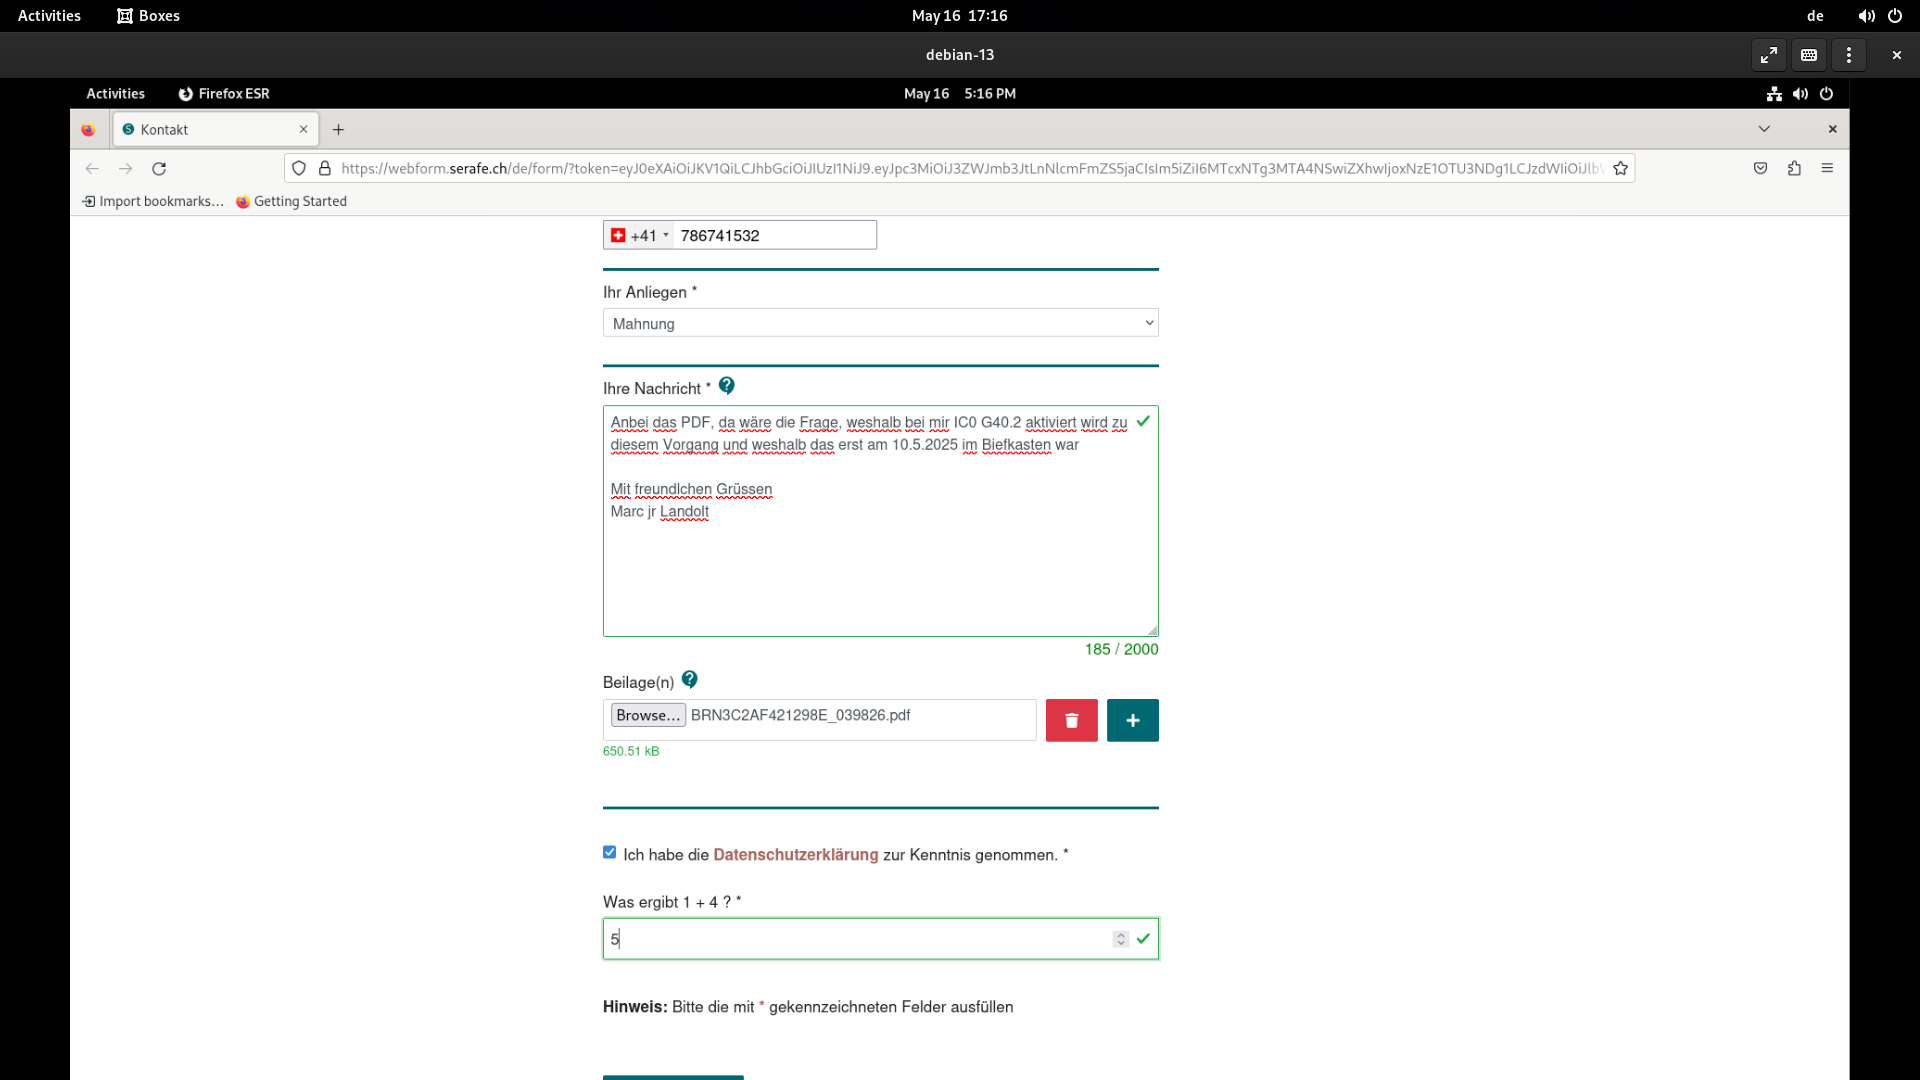 Activities Boxes May 16 17:16 de
debian-13
Activities Firefox ESR May 16 5:16 PM
Kontakt
https://webform.serafe.ch/de/form/?token=eyJ0eXAiOiJKV1QiLCJhbGciOiJIUzI1NiJ9.eyJpc3MiOiJ3ZWJmb3JtLnNlcmFmZS5jaCIsIm5iZiI6MTcxNTg3MTA4NSwiZXhwIjoxNzE1OTU3NDg1LCJzdWIiOiJlbV
Import bookmarks... Getting Started
+41 786741532
Ihr Anliegen *
Mahnung
Ihre Nachricht * ?
Anbei das PDF, da wäre die Frage, weshalb bei mir IC0 G40.2 aktiviert wird zu
diesem Vorgang und weshalb das erst am 10.5.2025 im Biefkasten war
Mit freundlchen Grüssen
Marc jr Landolt
185 / 2000
Beilage(n) ?
Browse... BRN3C2AF421298E_039826.pdf
650.51 kB
Ich habe die Datenschutzerklärung zur Kenntnis genommen. *
Was ergibt 1 + 4 ? *
5
Hinweis: Bitte die mit * gekennzeichneten Felder ausfüllen